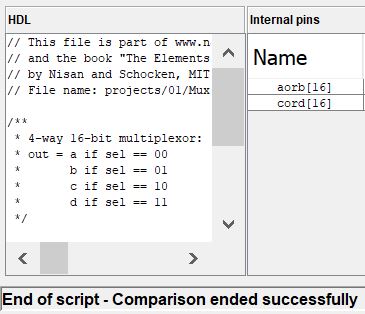 HDL
Internal pins
// This file is part of www.n
// and the book "The Elements
// by Nisan and Schocken, MIT
// File name: projects/01/Mux
/**
* 4-way 16-bit multiplexor:
* out = a if sel == 00
*       b if sel == 01
*       c if sel == 10
*       d if sel == 11
*/
Name
aorb[16]
cord[16]
End of script - Comparison ended successfully